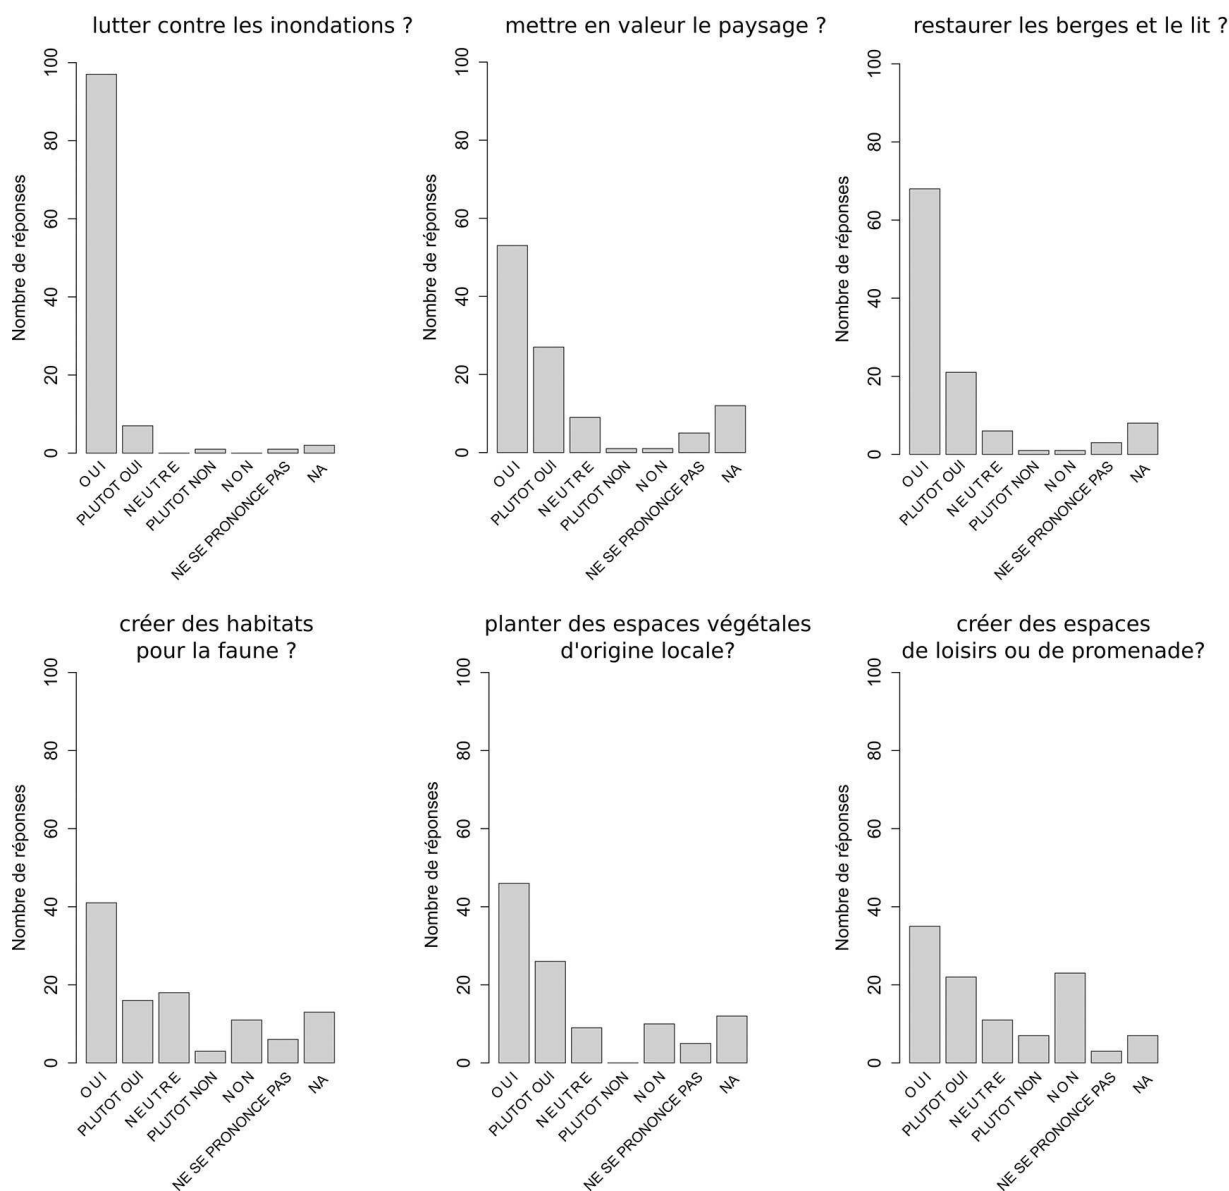 lutter contre les inondations ?
Nombre de réponses
100
80
60
40
20
0
OUI
PLUTOT OUI
NEUTRE
PLUTOT NON
NON
NE SE PRONONCE PAS
NA
mettre en valeur le paysage ?
Nombre de réponses
100
80
60
40
20
0
OUI
PLUTOT OUI
NEUTRE
PLUTOT NON
NON
NE SE PRONONCE PAS
NA
restaurer les berges et le lit ?
Nombre de réponses
100
80
60
40
20
0
OUI
PLUTOT OUI
NEUTRE
PLUTOT NON
NON
NE SE PRONONCE PAS
NA
créer des habitats
pour la faune ?
Nombre de réponses
100
80
60
40
20
0
OUI
PLUTOT OUI
NEUTRE
PLUTOT NON
NON
NE SE PRONONCE PAS
NA
planter des espaces végétales
d'origine locale?
Nombre de réponses
100
80
60
40
20
0
OUI
PLUTOT OUI
NEUTRE
PLUTOT NON
NON
NE SE PRONONCE PAS
NA
créer des espaces
de loisirs ou de promenade?
Nombre de réponses
100
80
60
40
20
0
OUI
PLUTOT OUI
NEUTRE
PLUTOT NON
NON
NE SE PRONONCE PAS
NA